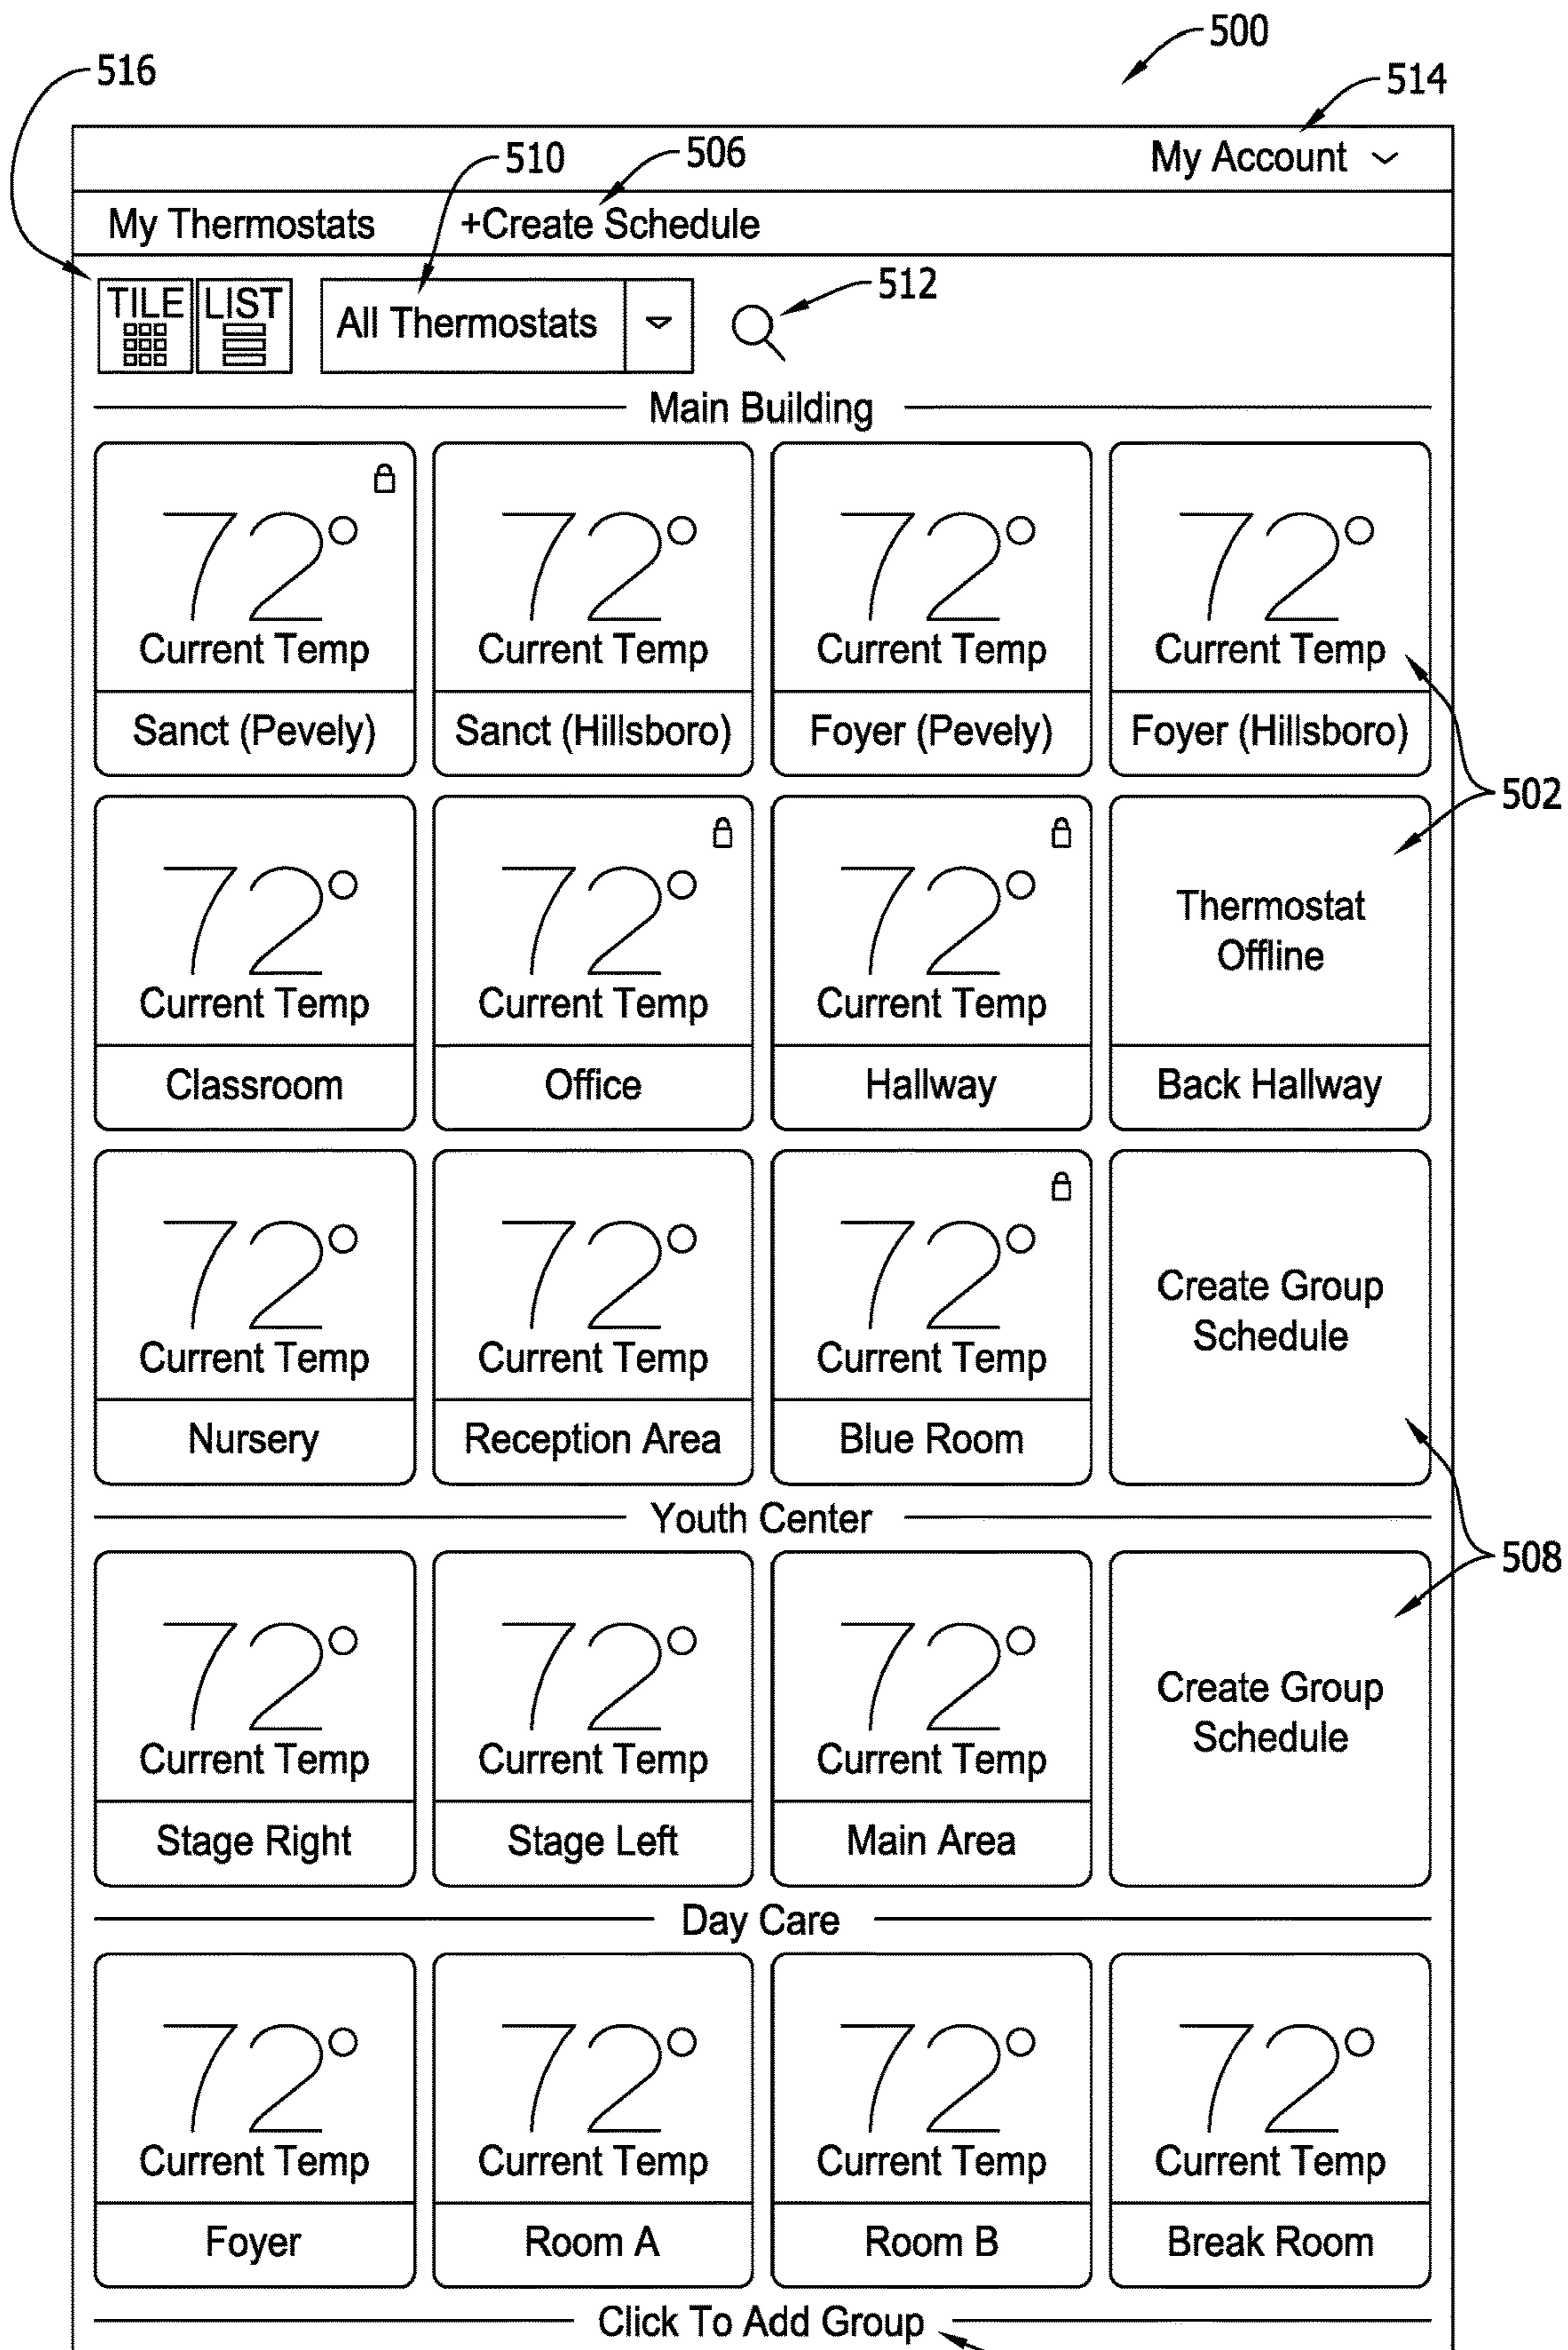 500
516
514
My Account
510
506
My Thermostats
+Create Schedule
TILE
LIST
All Thermostats
512
Main Building
72°
72°
72°
72°
Current Temp
Current Temp
Current Temp
Current Temp
Sanct (Pevely)
Sanct (Hillsboro)
Foyer (Pevely)
Foyer (Hillsboro)
502
72°
72°
72°
Thermostat
Offline
Current Temp
Current Temp
Current Temp
Classroom
Office
Hallway
Back Hallway
72°
72°
72°
Create Group
Schedule
Current Temp
Current Temp
Current Temp
Nursery
Reception Area
Blue Room
Youth Center
508
72°
72°
72°
Create Group
Schedule
Current Temp
Current Temp
Current Temp
Stage Right
Stage Left
Main Area
Day Care
72°
72°
72°
72°
Current Temp
Current Temp
Current Temp
Current Temp
Foyer
Room A
Room B
Break Room
Click To Add Group